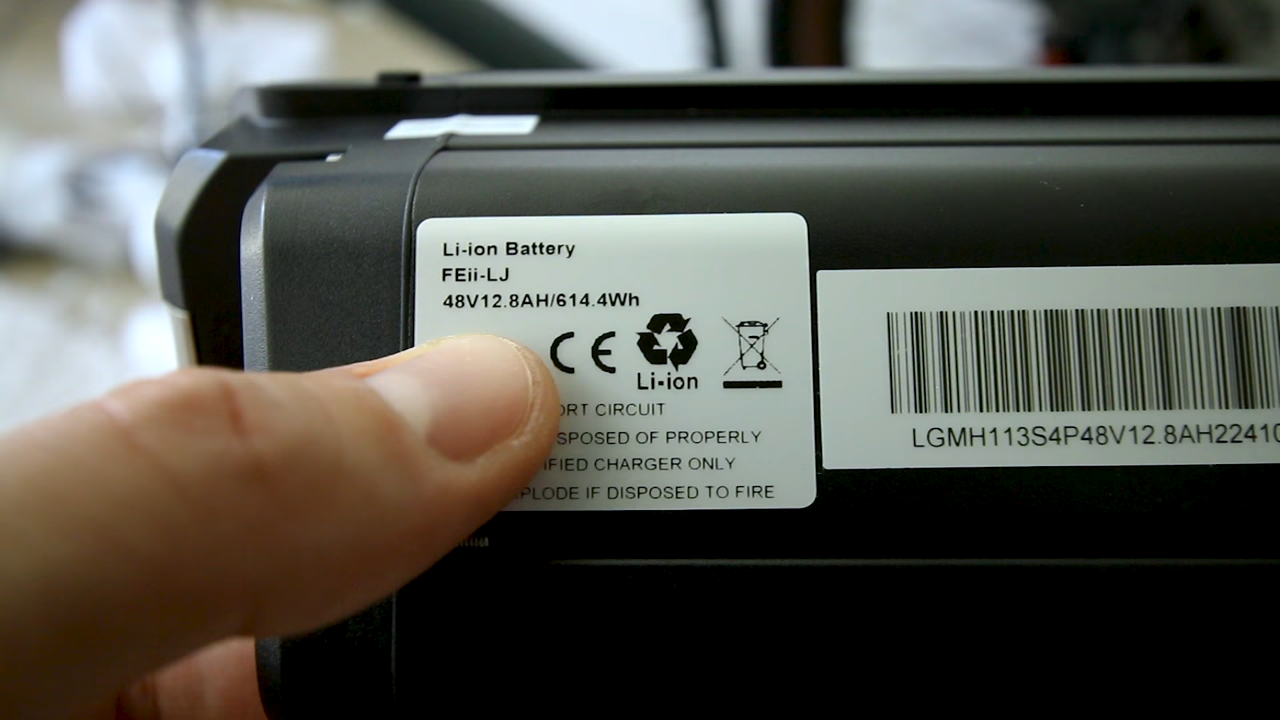 Li-ion Battery
FEii-LJ
48V12.8AH/614.4Wh
CE
Li-ion
ORT CIRCUIT
SPOSED OF PROPERLY
IFIED CHARGER ONLY
PLODE IF DISPOSED TO FIRE
LGMH113S4P48V12.8AH22410